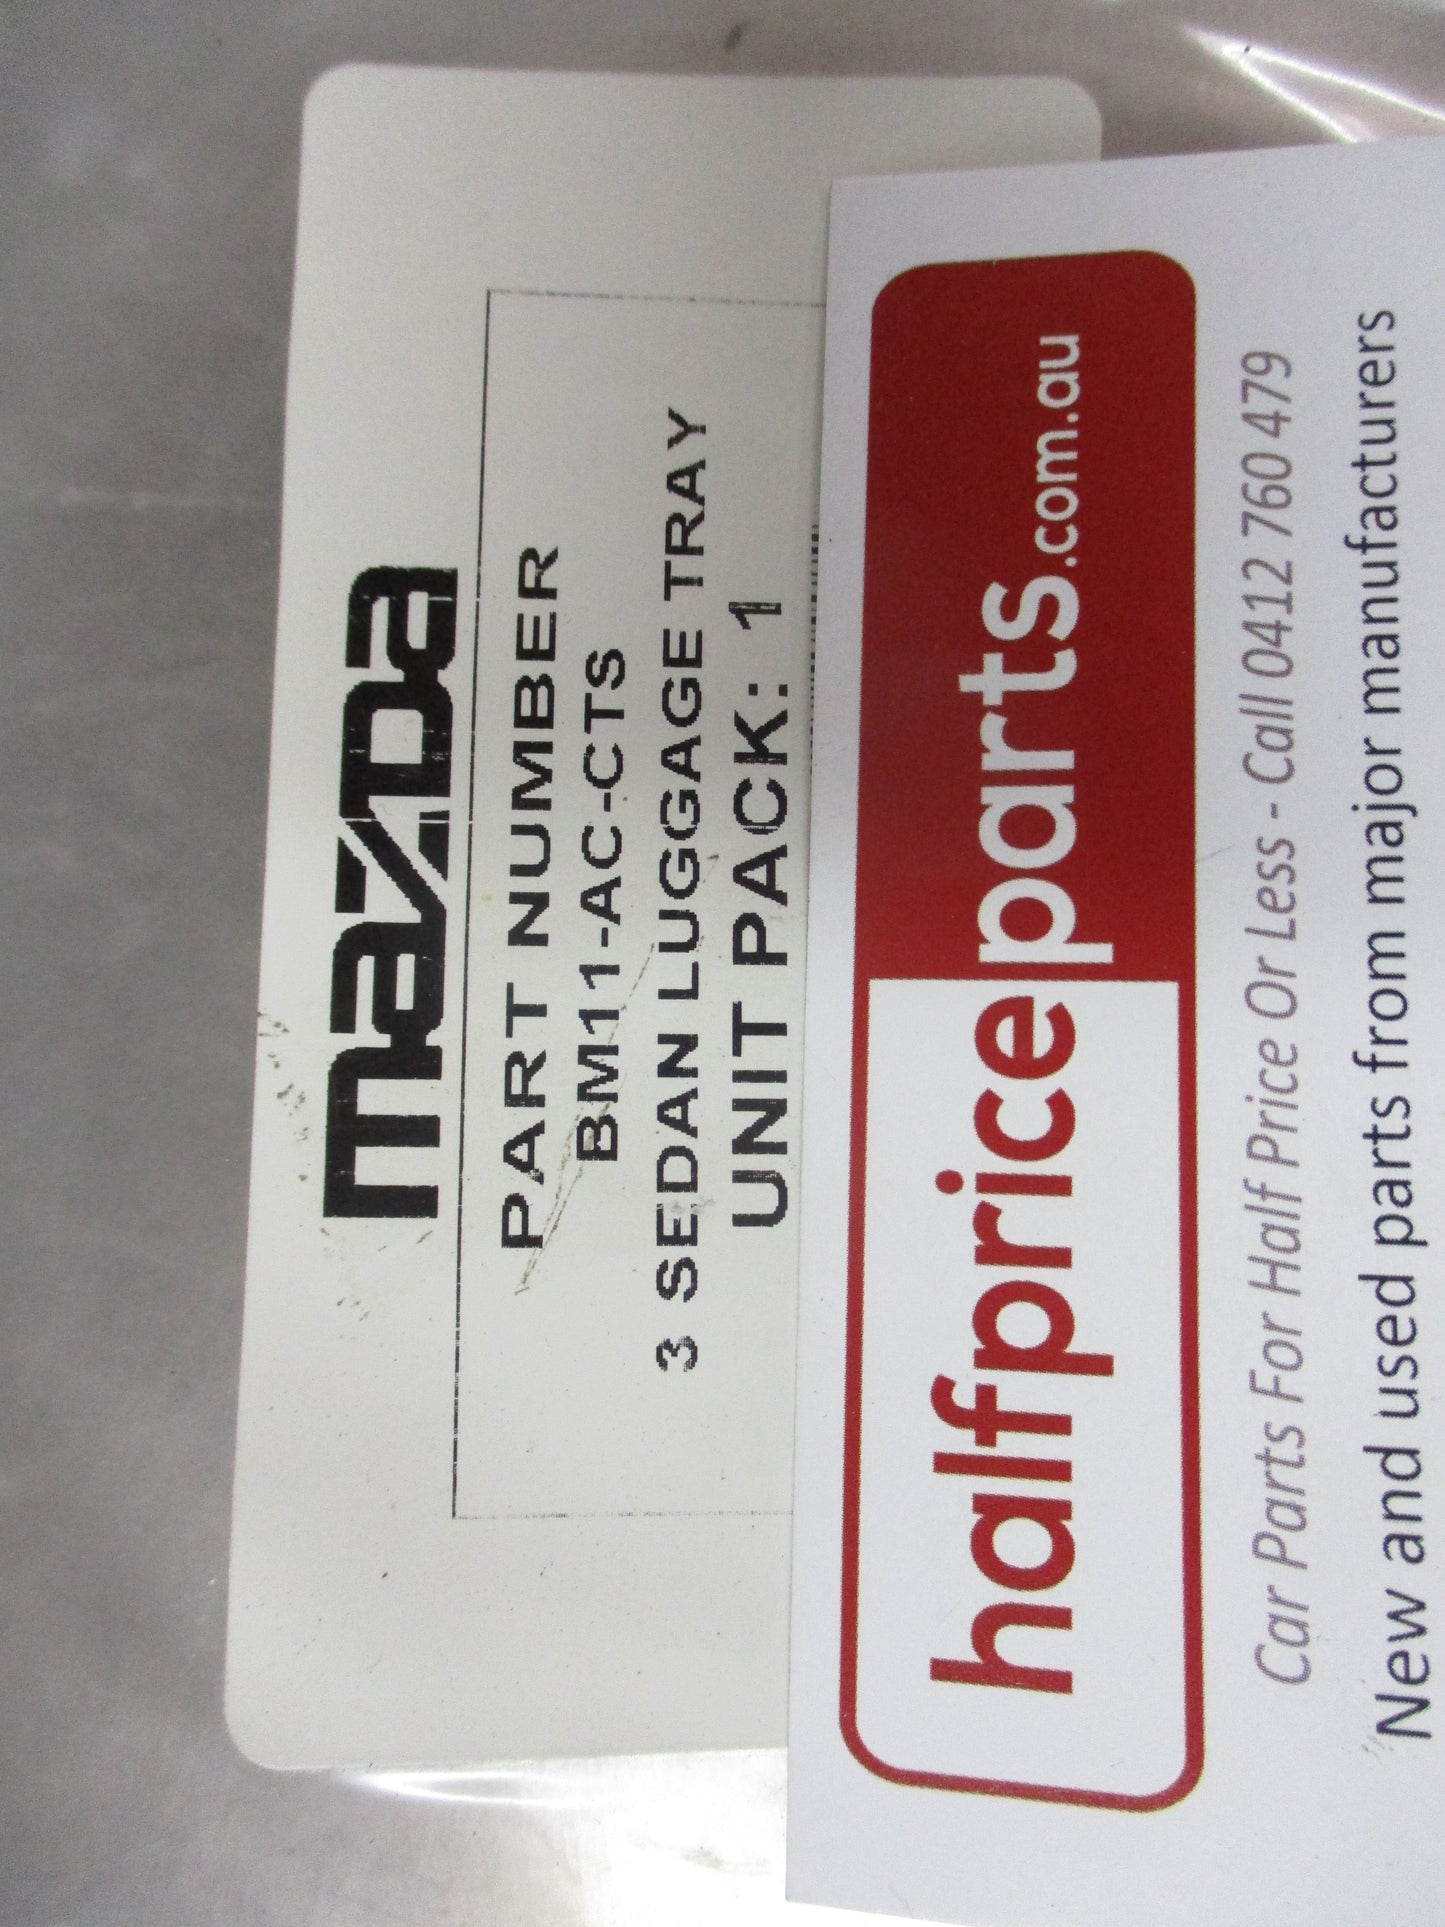 mazda
PART NUMBER
BM11-AC-CTS
3 SEDAN LUGGAGE TRAY
UNIT PACK: 1
halfpriceparts.com.au
Car Parts For Half Price Or Less - Call 0412 760 479
New and used parts from major manufacturers